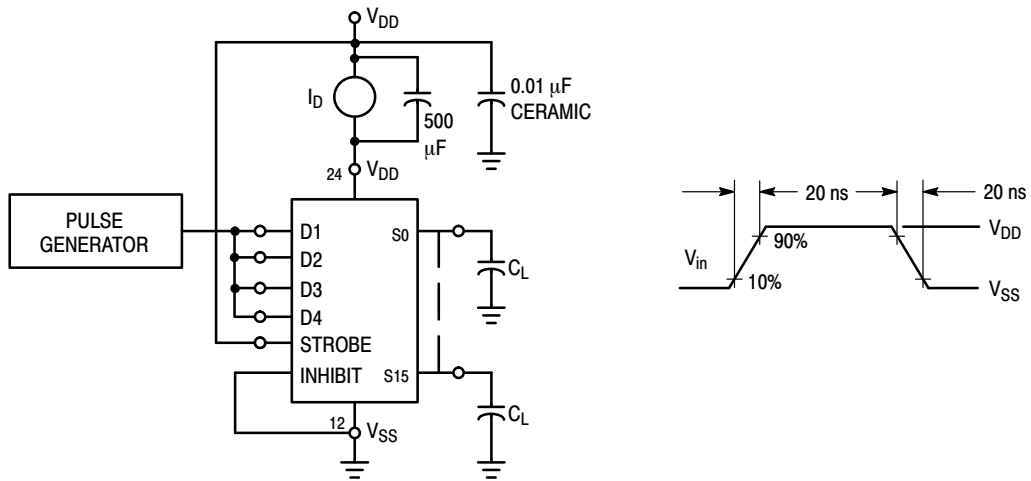 V_DD
I_D
500
μF
0.01 μF
CERAMIC
24
V_DD
PULSE
GENERATOR
D1
D2
D3
D4
STROBE
INHIBIT
S0
S15
C_L
C_L
12
V_SS
20 ns
20 ns
V_in
90%
10%
V_DD
V_SS